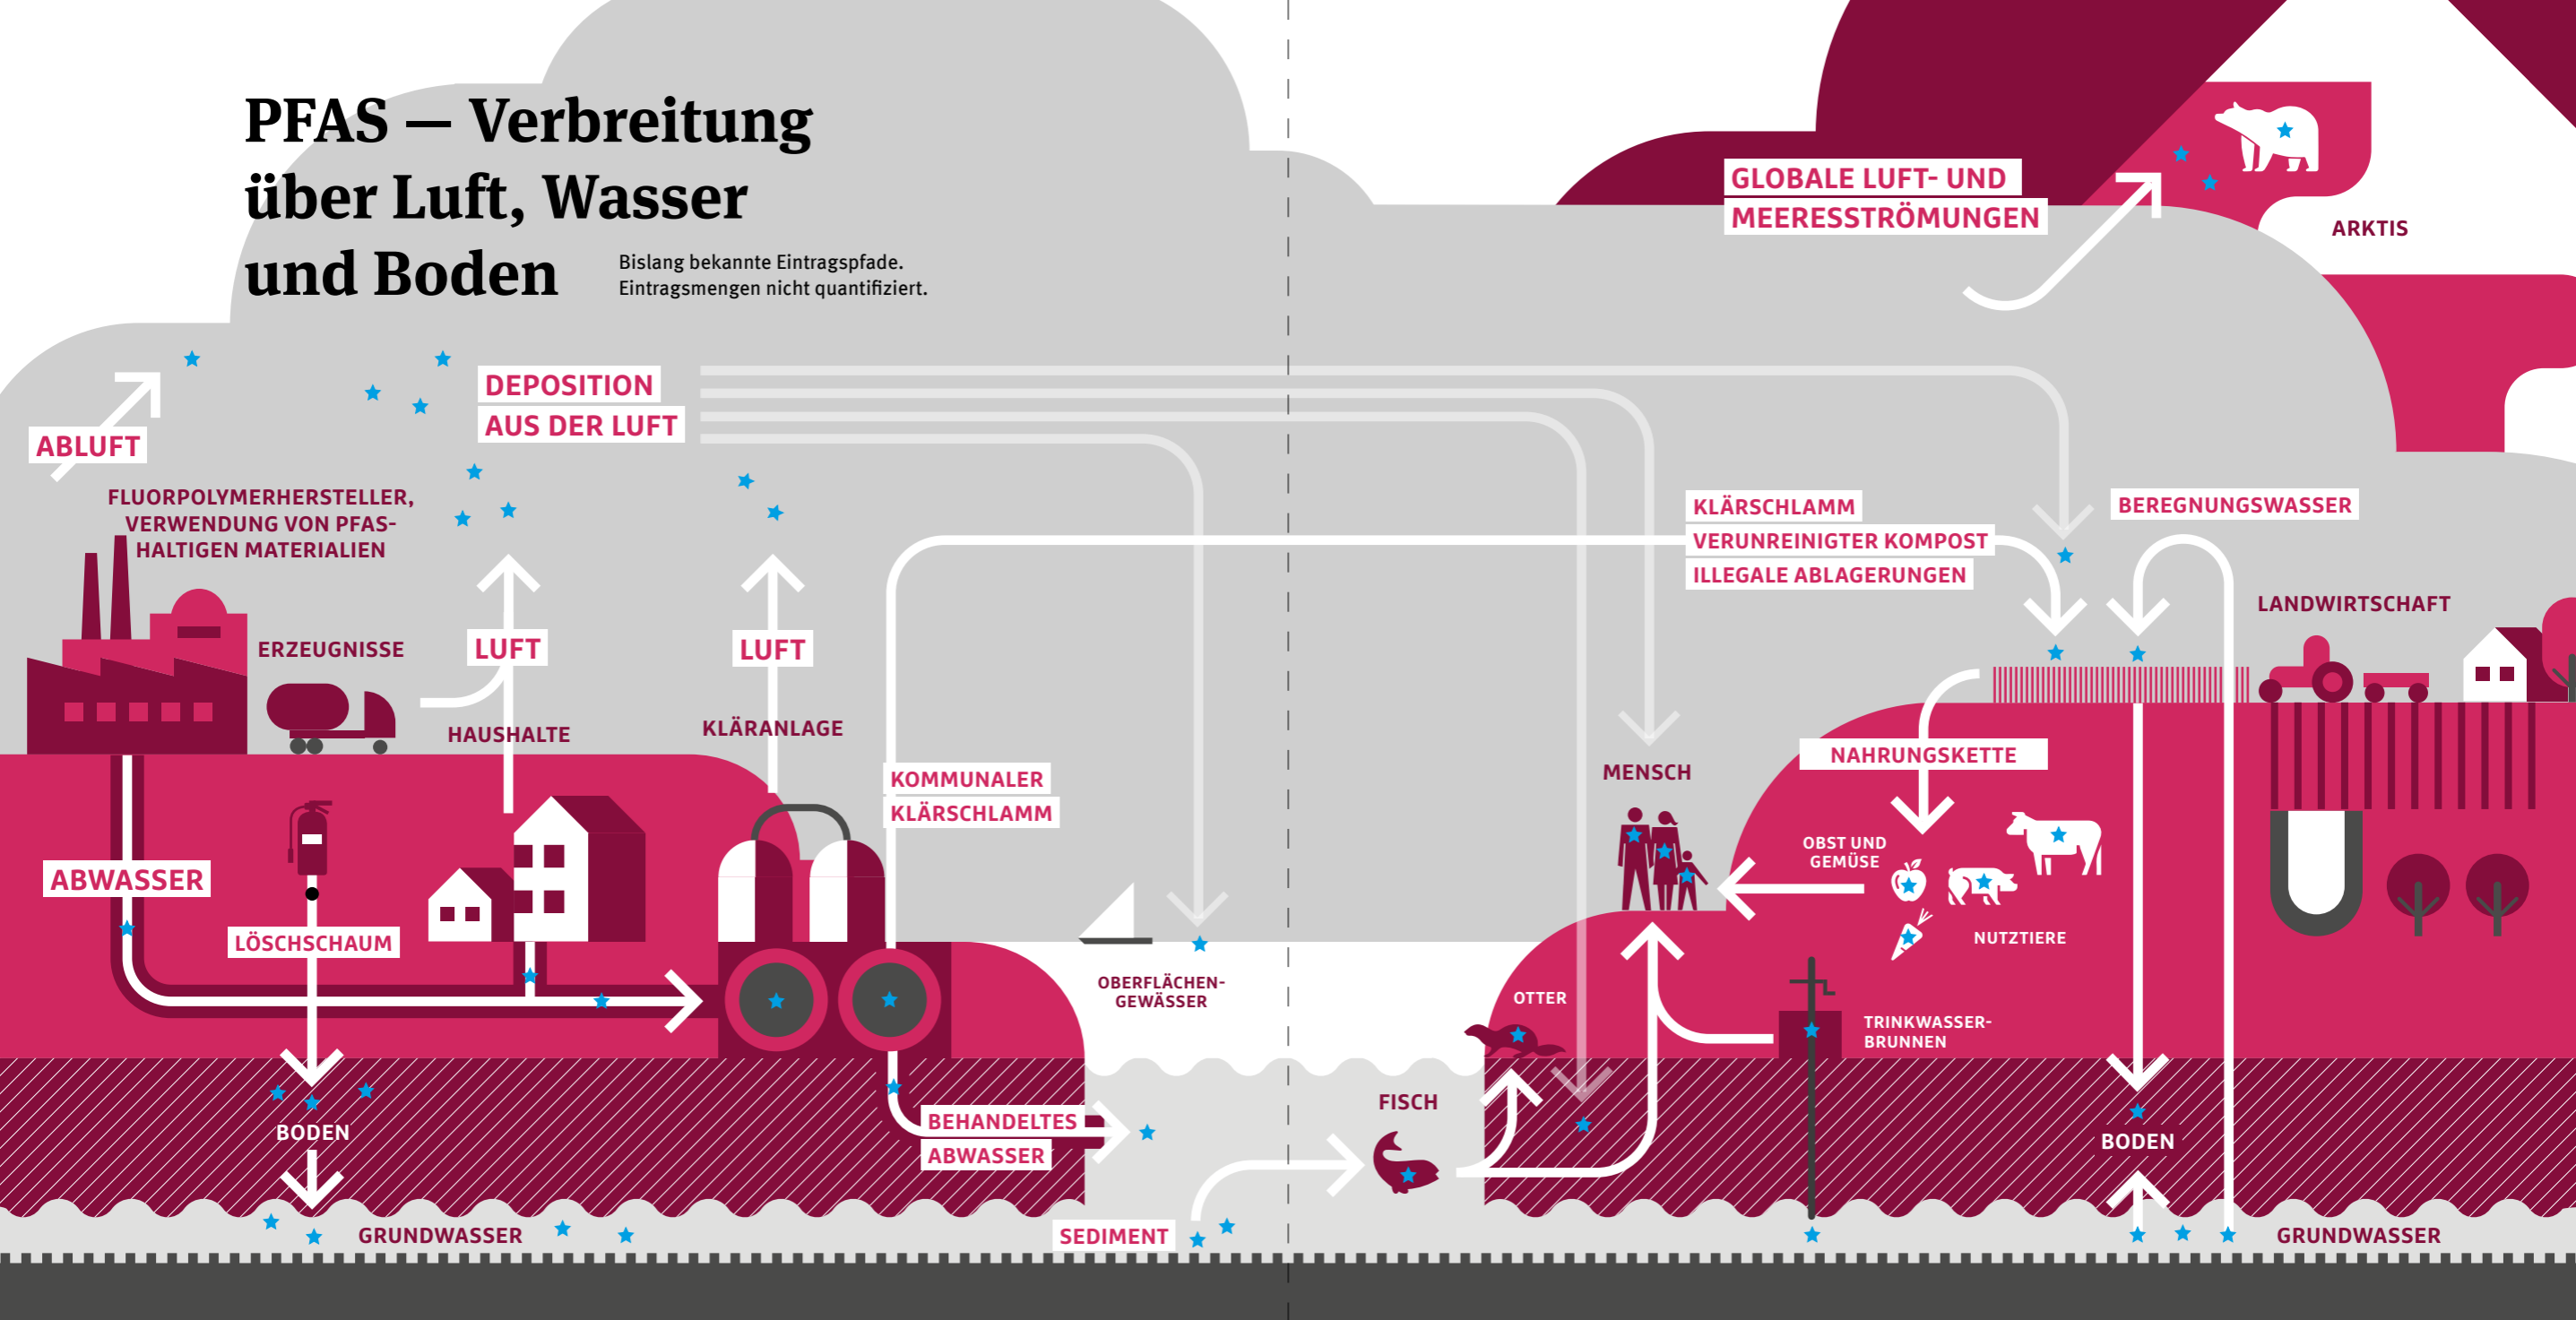 PFAS — Verbreitung
über Luft, Wasser
und Boden
Bislang bekannte Eintragspfade.
Eintragsmengen nicht quantifiziert.
GLOBALE LUFT- UND
MEERESSTRÖMUNGEN
ARKTIS
DEPOSITION
AUS DER LUFT
ABLUFT
FLUORPOLYMERHERSTELLER,
VERWENDUNG VON PFAS-
HALTIGEN MATERIALIEN
ERZEUGNISSE
LUFT
HAUSHALTE
LUFT
KLÄRANLAGE
KOMMUNALER
KLÄRSCHLAMM
ABWASSER
LÖSCHSCHAUM
BODEN
GRUNDWASSER
BEHANDELTES
ABWASSER
OBERFLÄCHEN-
GEWÄSSER
SEDIMENT
FISCH
OTTER
MENSCH
KLÄRSCHLAMM
VERUNREINIGTER KOMPOST
ILLEGALE ABLAGERUNGEN
BEREGNUNGSWASSER
LANDWIRTSCHAFT
NAHRUNGSKETTE
OBST UND
GEMÜSE
NUTZTIERE
TRINKWASSER-
BRUNNEN
BODEN
GRUNDWASSER